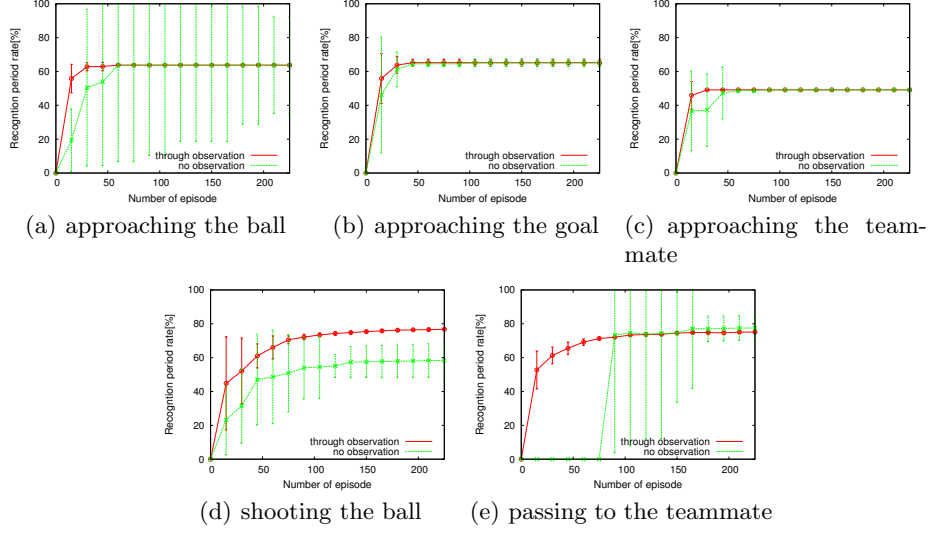 100
80
60
40
20
0
Recogntion period rate[%]
through observation
no observation
0 50 100 150 200
Number of episode
(a) approaching the ball
100
80
60
40
20
0
Recogntion period rate[%]
through observation
no observation
0 50 100 150 200
Number of episode
(b) approaching the goal
100
80
60
40
20
0
Recogntion period rate[%]
through observation
no observation
0 50 100 150 200
Number of episode
(c) approaching the team-
mate
100
80
60
40
20
0
Recogntion period rate[%]
through observation
no observation
0 50 100 150 200
Number of episode
(d) shooting the ball
100
80
60
40
20
0
Recogntion period rate[%]
through observation
no observation
0 50 100 150 200
Number of episode
(e) passing to the teammate